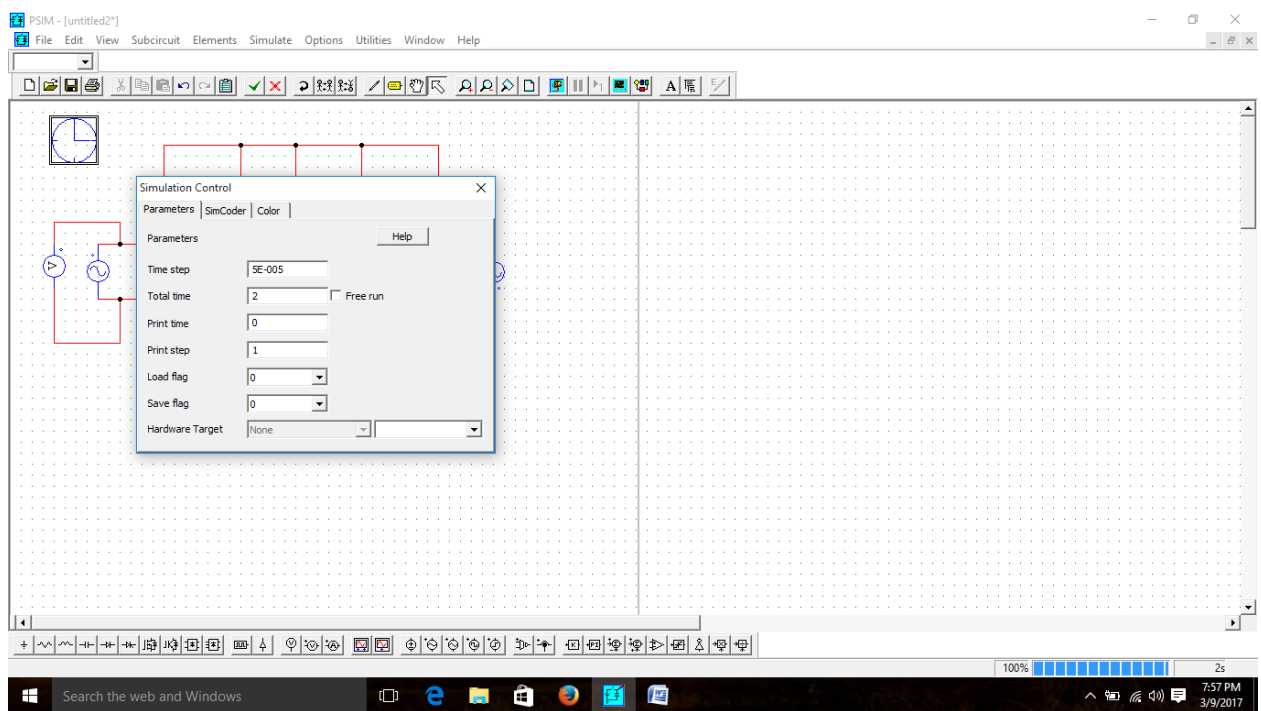 PSIM - [untitled2*]
File Edit View Subcircuit Elements Simulate Options Utilities Window Help
Simulation Control
Parameters SimCoder Color
Parameters
Help
Time step 5E-005
Total time 2 Free run
Print time 0
Print step 1
Load flag 0
Save flag 0
Hardware Target None
100% 2s
Search the web and Windows
7:57 PM
3/9/2017